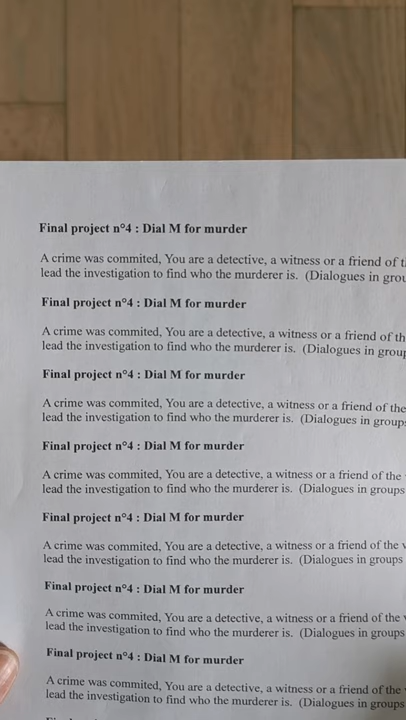 Final project n°4 : Dial M for murder
A crime was commited, You are a detective, a witness or a friend of
lead the investigation to find who the murderer is. (Dialogues in
Final project n°4 : Dial M for murder
A crime was commited, You are a detective, a witness or a friend of
lead the investigation to find who the murderer is. (Dialogues in
Final project n°4 : Dial M for murder
A crime was commited, You are a detective, a witness or a friend of the
lead the investigation to find who the murderer is. (Dialogues in groups
Final project n°4 : Dial M for murder
A crime was commited, You are a detective, a witness or a friend of the
lead the investigation to find who the murderer is. (Dialogues in groups
Final project n°4 : Dial M for murder
A crime was commited, You are a detective, a witness or a friend of the
lead the investigation to find who the murderer is. (Dialogues in groups
Final project n°4 : Dial M for murder
A crime was commited, You are a detective, a witness or a friend of the
lead the investigation to find who the murderer is. (Dialogues in groups
Final project n°4 : Dial M for murder
A crime was commited, You are a detective, a witness or a friend of the
lead the investigation to find who the murderer is. (Dialogues in groups